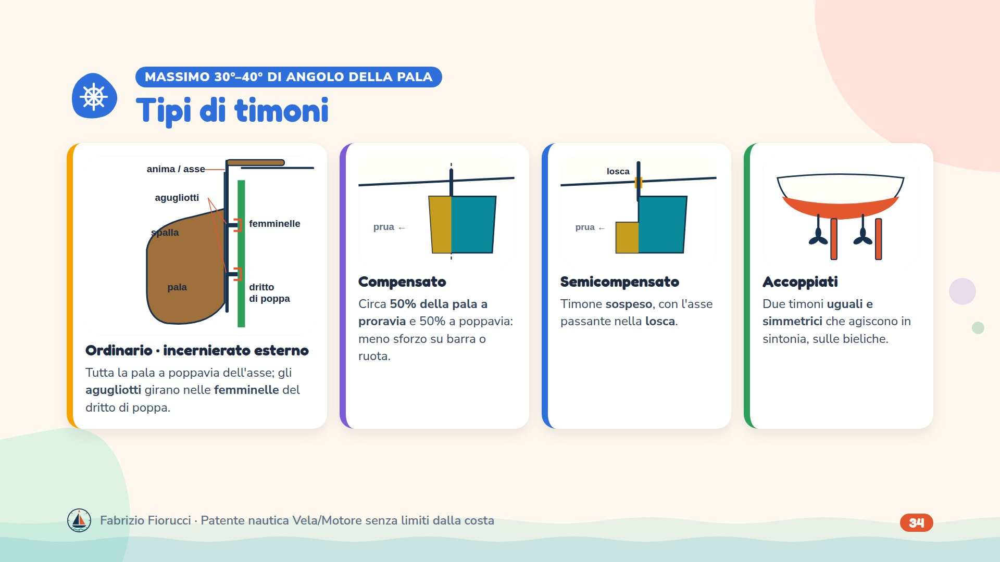 MASSIMO 30°–40° DI ANGOLO DELLA PALA
Tipi di timoni
anima / asse
agugliotti
spalla
femminelle
pala
dritto
di poppa
Ordinario · incernierato esterno
Tutta la pala a poppavia dell'asse; gli
agugliotti girano nelle femminelle del
dritto di poppa.
prua ←
Compensato
Circa 50% della pala a
proravia e 50% a poppavia:
meno sforzo su barra o
ruota.
losca
prua ←
Semicompensato
Timone sospeso, con l'asse
passante nella losca.
Accoppiati
Due timoni uguali e
simmetrici che agiscono in
sintonia, sulle bieliche.
Fabrizio Fiorucci · Patente nautica Vela/Motore senza limiti dalla costa
34